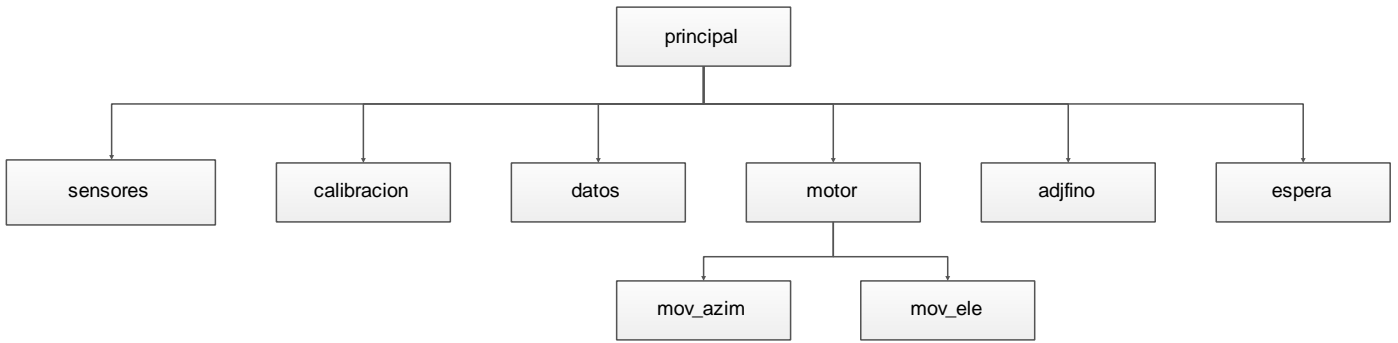 principal
sensores
calibracion
datos
motor
adjfino
espera
mov_azim
mov_ele